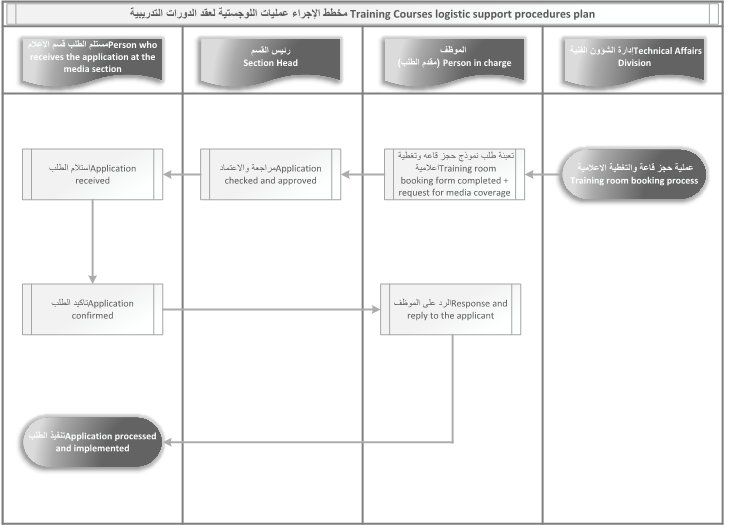 مخطط الإجراء عمليات اللوجستية لعقد الدورات التدريبية Training Courses logistic support procedures plan
مستلم الطلب قسم الاعلام Person who
receives the application at the
media section
رئيس القسم
Section Head
الموظف
(مقدم الطلب) Person in charge
إدارة الشؤون الفنية Technical Affairs
Division
استلام الطلب Application
received
مراجعة والاعتماد Application
checked and approved
تعبئة طلب نموذج حجز قاعه وتغطية
اعلامية Training room
booking form completed +
request for media coverage
عملية حجز قاعة والتغطية الاعلامية
Training room booking process
تاكيد الطلب Application
confirmed
الرد على الموظف Response and
reply to the applicant
تنفيذ الطلب Application processed
and implemented